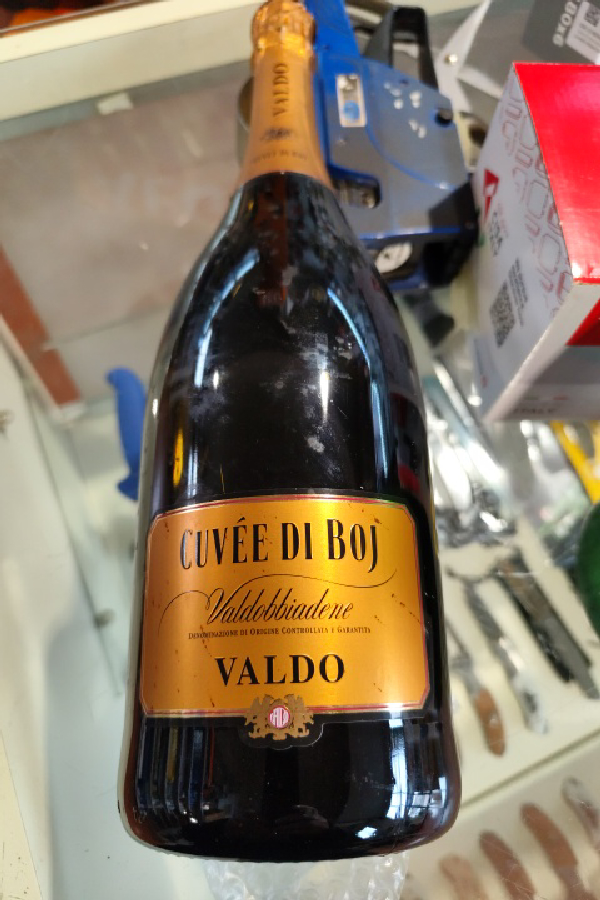 VALDO
CUVÉE DI BOJ
Valdobbiadene
DENOMINAZIONE DI ORIGINE CONTROLLATA E GARANTITA
VALDO